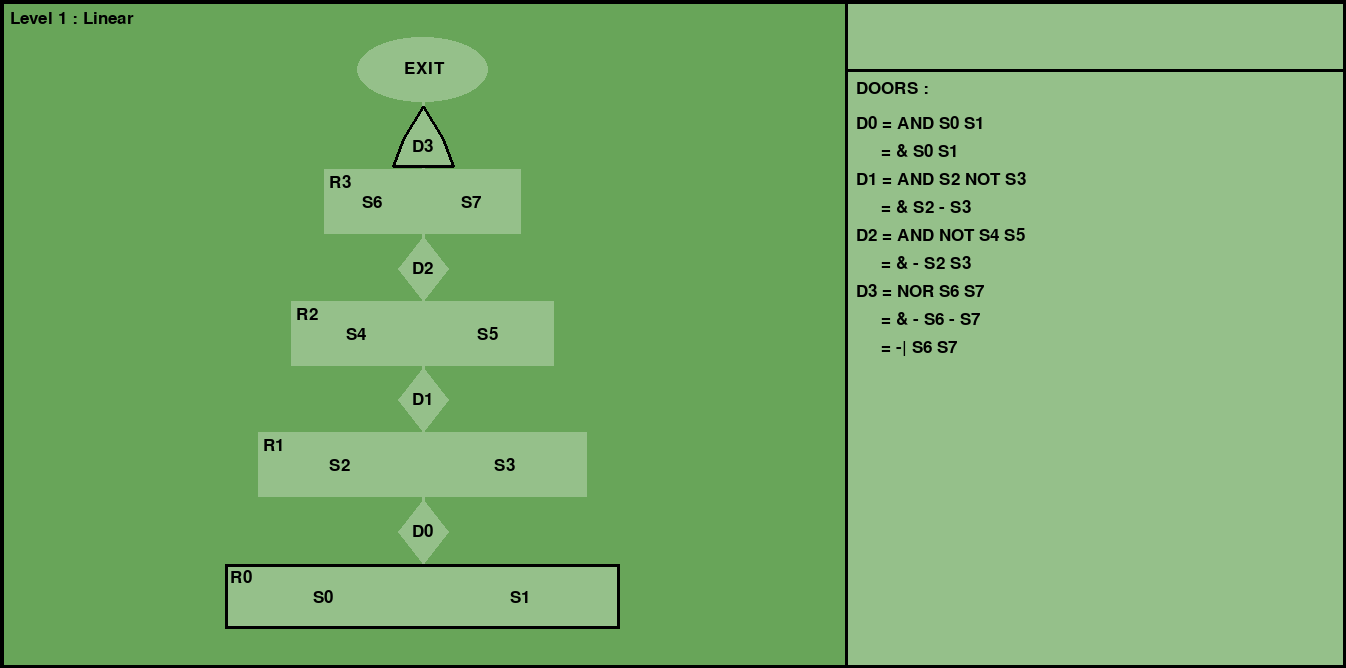 Level 1 : Linear
EXIT
D3
R3
S6 S7
D2
R2
S4 S5
D1
R1
S2 S3
D0
R0
S0 S1
DOORS :
D0 = AND S0 S1
= & S0 S1
D1 = AND S2 NOT S3
= & S2 - S3
D2 = AND NOT S4 S5
= & - S2 S3
D3 = NOR S6 S7
= & - S6 - S7
= -| S6 S7